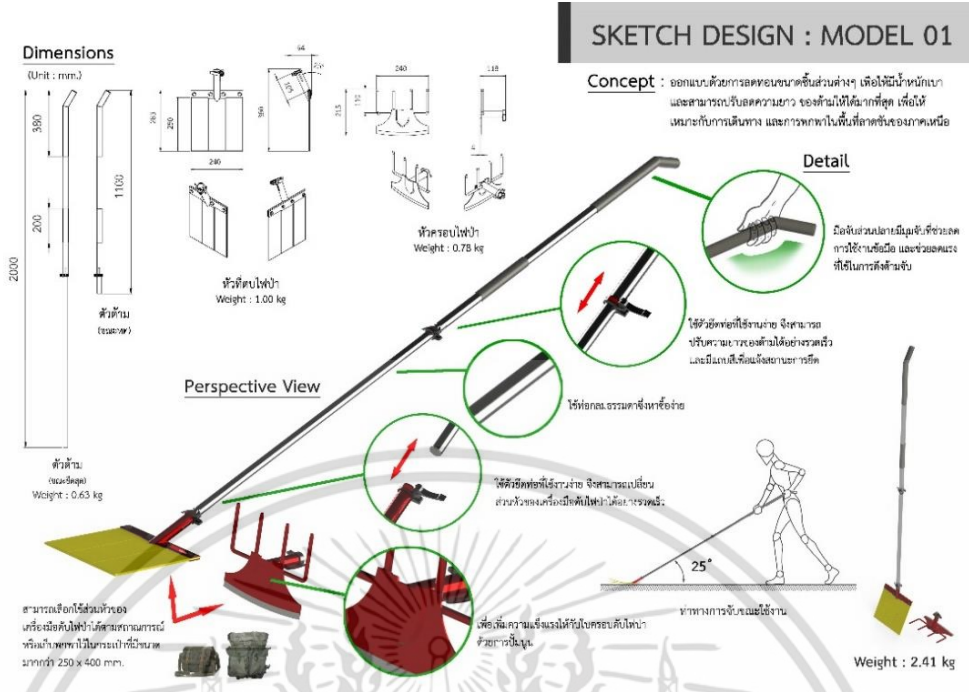 SKETCH DESIGN : MODEL 01
Concept : ออกแบบด้วยการลดทอนขนาดชิ้นส่วนต่างๆ เพื่อให้มีน้ำหนักเบา
และสามารถปรับลดความยาว ของด้ามให้ได้มากที่สุด เพื่อให้
เหมาะกับการเดินทาง และการพกพาในพื้นที่ลาดชันของภาคเหนือ
Dimensions
(Unit : mm.)
380
200
2000
1100
ตัวด้าม
(ขณะหด)
ตัวด้าม
(ขณะยืดสุด)
Weight : 0.63 kg
280
250
240
64
240
118
หัวที่ตบไฟป่า
Weight : 1.00 kg
หัวครอบไฟป่า
Weight : 0.78 kg
Perspective View
Detail
มือจับส่วนปลายมีมุมจับที่ช่วยลด
การใช้งานข้อมือ และช่วยลดแรง
ที่ใช้ในการดึงด้ามจับ
ใช้ตัวยึดท่อที่ใช้งานง่าย จึงสามารถ
ปรับความยาวของด้ามได้อย่างรวดเร็ว
และมีแถบสีเพื่อแจ้งสถานะการยึด
ใช้ท่อกลมธรรมดาซึ่งหาซื้อง่าย
ใช้ตัวยึดท่อที่ใช้งานง่าย จึงสามารถเปลี่ยน
ส่วนหัวของเครื่องมือดับไฟป่าได้อย่างรวดเร็ว
เพื่อเพิ่มความแข็งแรงให้กับใบครอบดับไฟป่า
ด้วยการปั๊มนูน
สามารถเลือกใช้ส่วนหัวของ
เครื่องมือดับไฟป่าได้ตามสถานการณ์
หรือเก็บพกพาไว้ในกระเป๋าที่มีขนาด
มากกว่า 250 x 400 mm.
25°
ท่าทางการจับขณะใช้งาน
Weight : 2.41 kg